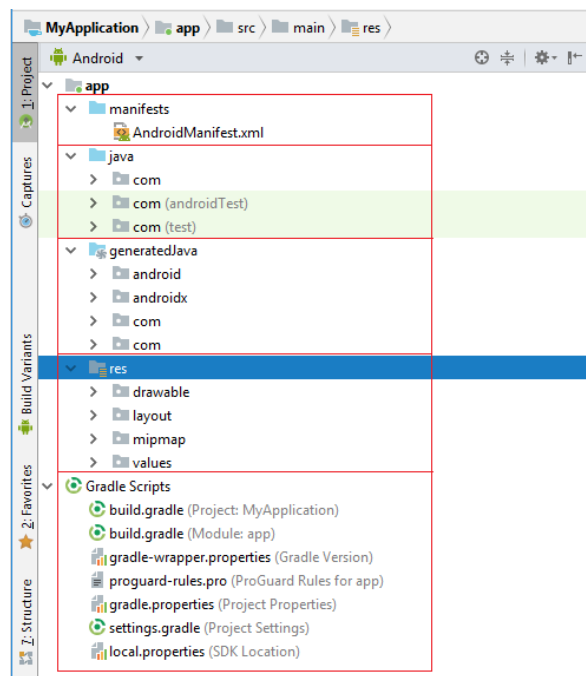 MyApplication app src main res
Android
1: Project
Captures
Build Variants
2: Favorites
7: Structure
app
manifests
AndroidManifest.xml
java
com
com (androidTest)
com (test)
generatedJava
android
androidx
com
com
res
drawable
layout
mipmap
values
Gradle Scripts
build.gradle (Project: MyApplication)
build.gradle (Module: app)
gradle-wrapper.properties (Gradle Version)
proguard-rules.pro (ProGuard Rules for app)
gradle.properties (Project Properties)
settings.gradle (Project Settings)
local.properties (SDK Location)